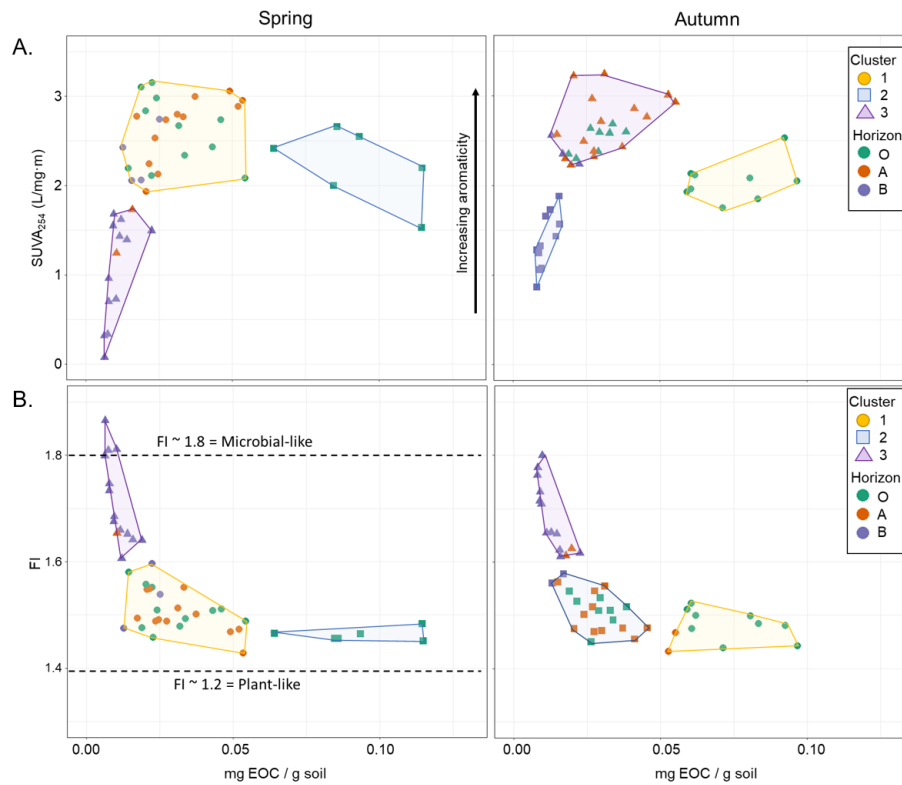 Spring
Autumn
A.
3
2
1
0
SUVA254 (L/mg·m)
Increasing aromaticity
Cluster
1
2
3
Horizon
O
A
B
B.
1.8
1.6
1.4
FI
FI ~ 1.8 = Microbial-like
FI ~ 1.2 = Plant-like
Cluster
1
2
3
Horizon
O
A
B
0.00 0.05 0.10
0.00 0.05 0.10
mg EOC / g soil
mg EOC / g soil